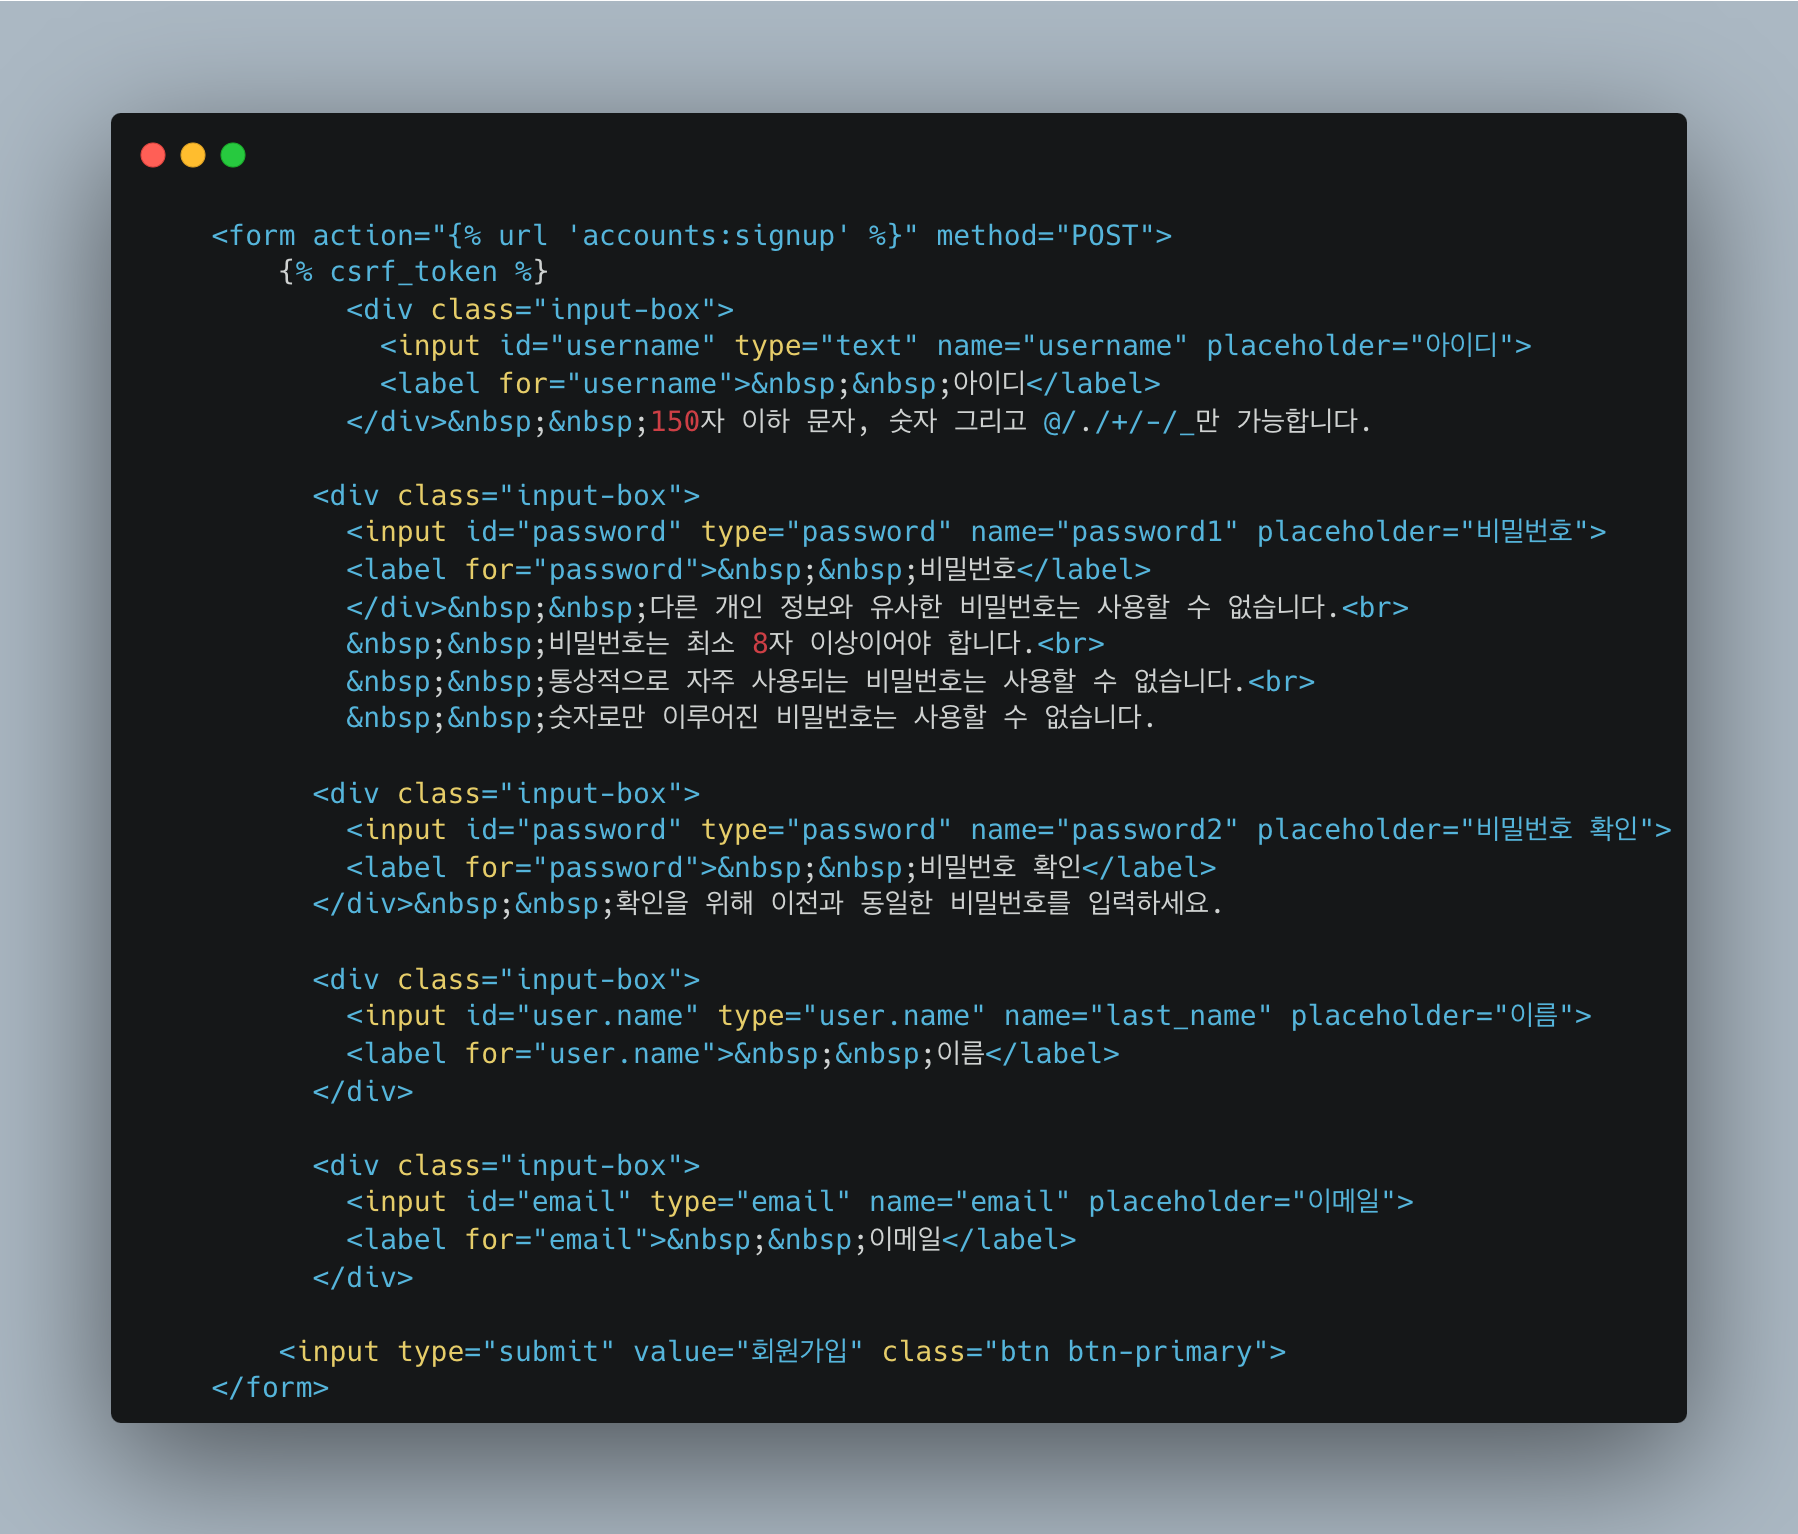 <form action="{% url 'accounts:signup' %}" method="POST">
{% csrf_token %}
<div class="input-box">
<input id="username" type="text" name="username" placeholder="아이디">
<label for="username">&nbsp;&nbsp;아이디</label>
</div>&nbsp;&nbsp;150자 이하 문자, 숫자 그리고 @/./+/-/_만 가능합니다.
<div class="input-box">
<input id="password" type="password" name="password1" placeholder="비밀번호">
<label for="password">&nbsp;&nbsp;비밀번호</label>
</div>&nbsp;&nbsp;다른 개인 정보와 유사한 비밀번호는 사용할 수 없습니다.<br>
&nbsp;&nbsp;비밀번호는 최소 8자 이상이어야 합니다.<br>
&nbsp;&nbsp;통상적으로 자주 사용되는 비밀번호는 사용할 수 없습니다.<br>
&nbsp;&nbsp;숫자로만 이루어진 비밀번호는 사용할 수 없습니다.
<div class="input-box">
<input id="password" type="password" name="password2" placeholder="비밀번호 확인">
<label for="password">&nbsp;&nbsp;비밀번호 확인</label>
</div>&nbsp;&nbsp;확인을 위해 이전과 동일한 비밀번호를 입력하세요.
<div class="input-box">
<input id="user.name" type="user.name" name="last_name" placeholder="이름">
<label for="user.name">&nbsp;&nbsp;이름</label>
</div>
<div class="input-box">
<input id="email" type="email" name="email" placeholder="이메일">
<label for="email">&nbsp;&nbsp;이메일</label>
</div>
<input type="submit" value="회원가입" class="btn btn-primary">
</form>